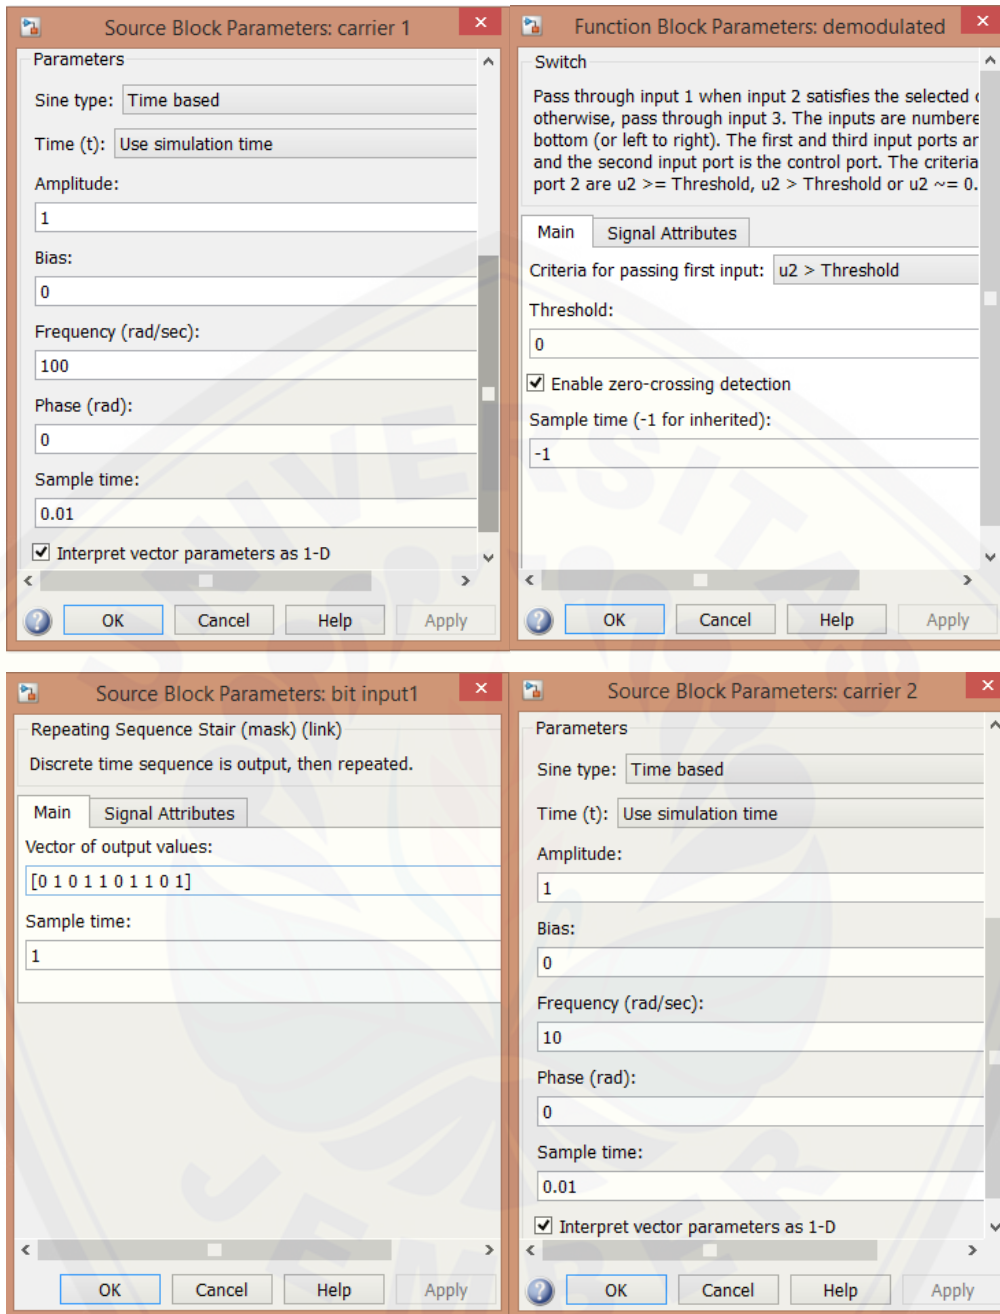 Source Block Parameters: carrier 1
Parameters
Sine type: Time based
Time (t): Use simulation time
Amplitude:
1
Bias:
0
Frequency (rad/sec):
100
Phase (rad):
0
Sample time:
0.01
Interpret vector parameters as 1-D
OK Cancel Help Apply
Function Block Parameters: demodulated
Switch
Pass through input 1 when input 2 satisfies the selected
otherwise, pass through input 3. The inputs are numbere
bottom (or left to right). The first and third input ports ar
and the second input port is the control port. The criteria
port 2 are u2 >= Threshold, u2 > Threshold or u2 ~= 0.
Main Signal Attributes
Criteria for passing first input: u2 > Threshold
Threshold:
0
Enable zero-crossing detection
Sample time (-1 for inherited):
-1
OK Cancel Help Apply
Source Block Parameters: bit input1
Repeating Sequence Stair (mask) (link)
Discrete time sequence is output, then repeated.
Main Signal Attributes
Vector of output values:
[0 1 0 1 1 0 1 1 0 1]
Sample time:
1
OK Cancel Help Apply
Source Block Parameters: carrier 2
Parameters
Sine type: Time based
Time (t): Use simulation time
Amplitude:
1
Bias:
0
Frequency (rad/sec):
10
Phase (rad):
0
Sample time:
0.01
Interpret vector parameters as 1-D
OK Cancel Help Apply
UNIVERSITAS
JEMBER